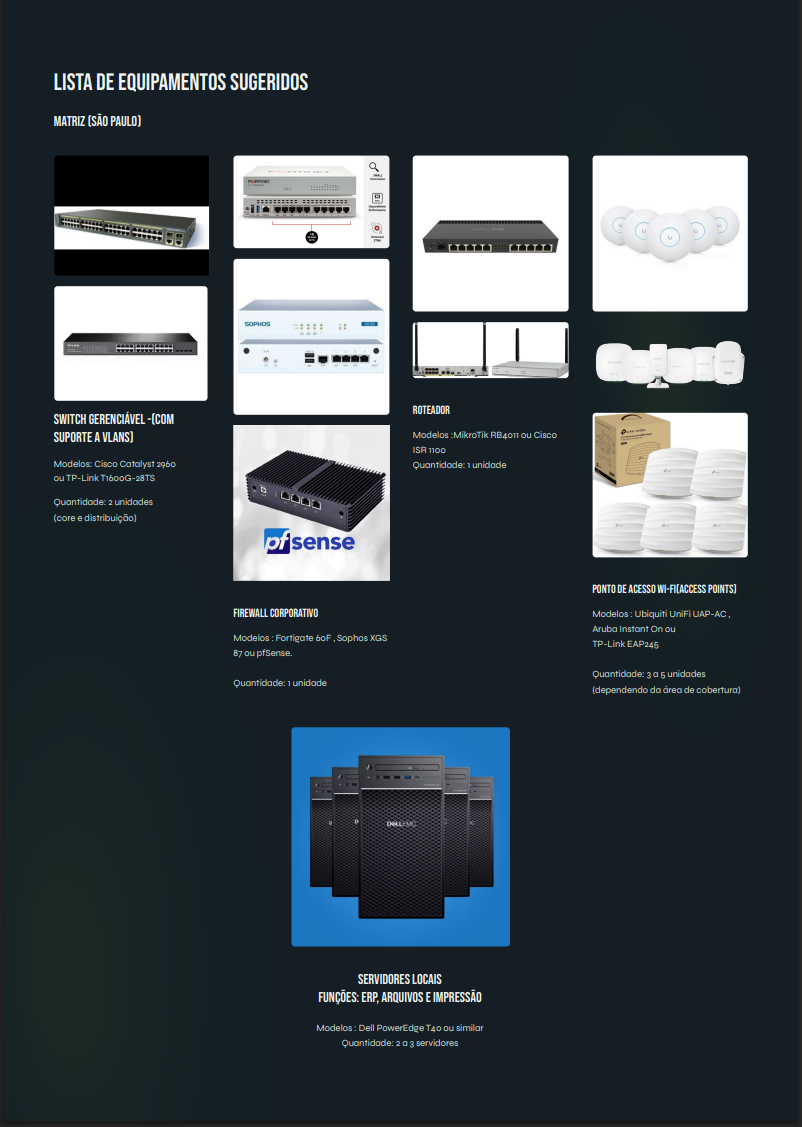 LISTA DE EQUIPAMENTOS SUGERIDOS
MATRIZ (SÃO PAULO)
SWITCH GERENCIÁVEL -(COM
SUPORTE A VLANS)
Modelos: Cisco Catalyst 2960
ou TP-Link T1600G-28TS
Quantidade: 2 unidades
(core e distribuição)
SOPHOS
pfsense
FIREWALL CORPORATIVO
Modelos : Fortigate 60F , Sophos XGS
87 ou pfSense.
Quantidade: 1 unidade
ROTEADOR
Modelos :MikroTik RB4011 ou Cisco
ISR 1100
Quantidade: 1 unidade
PONTO DE ACESSO WI-FI(ACCESS POINTS)
Modelos : Ubiquiti UniFi UAP-AC ,
Aruba Instant On ou
TP-Link EAP245
Quantidade: 3 a 5 unidades
(dependendo da área de cobertura)
DELLEMC
SERVIDORES LOCAIS
FUNÇÕES: ERP, ARQUIVOS E IMPRESSÃO
Modelos : Dell PowerEdge T40 ou similar
Quantidade: 2 a 3 servidores